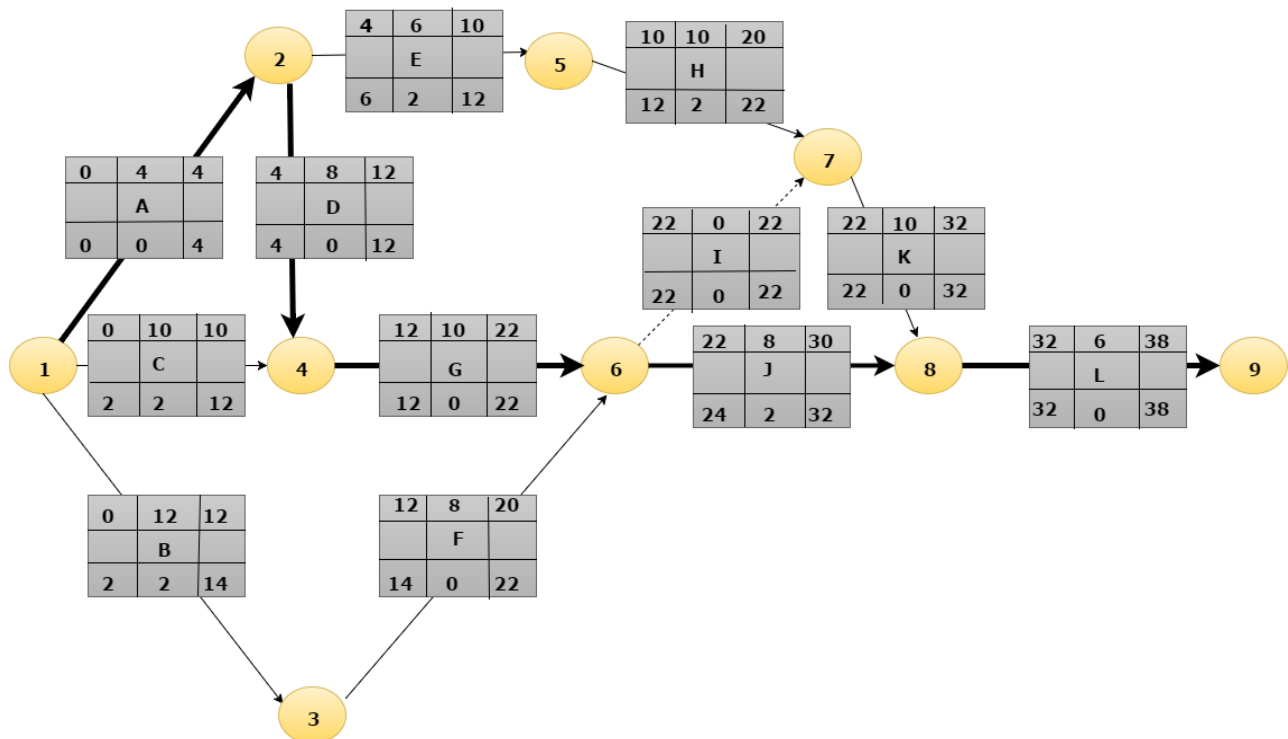 4 6 10
E
6 2 12
2
5
10 10 20
H
12 2 22
7
0 4 4
A
0 0 4
4 8 12
D
4 0 12
22 0 22
I
22 0 22
22 10 32
K
22 0 32
1
0 10 10
C
2 2 12
4
12 10 22
G
12 0 22
6
22 8 30
J
24 2 32
8
32 6 38
L
32 0 38
9
0 12 12
B
2 2 14
12 8 20
F
14 0 22
3